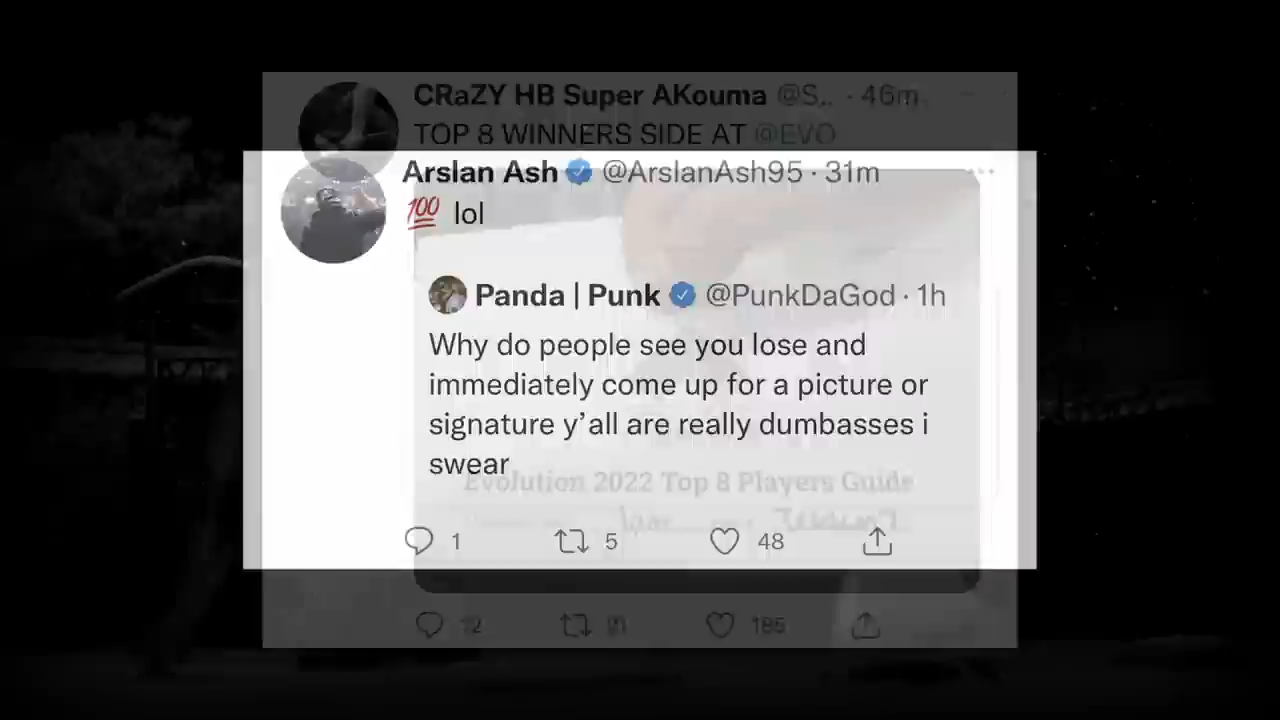 CRaZY HB Super AKouma @S... · 46m
TOP 8 WINNERS SIDE AT @EVO
Arslan Ash @ArslanAsh95 · 31m
💯 lol
Panda | Punk @PunkDaGod · 1h
Why do people see you lose and
immediately come up for a picture or
signature y'all are really dumbasses i
swear
Evolution 2022 Top 8 Players Guide
1 5 48
12 185